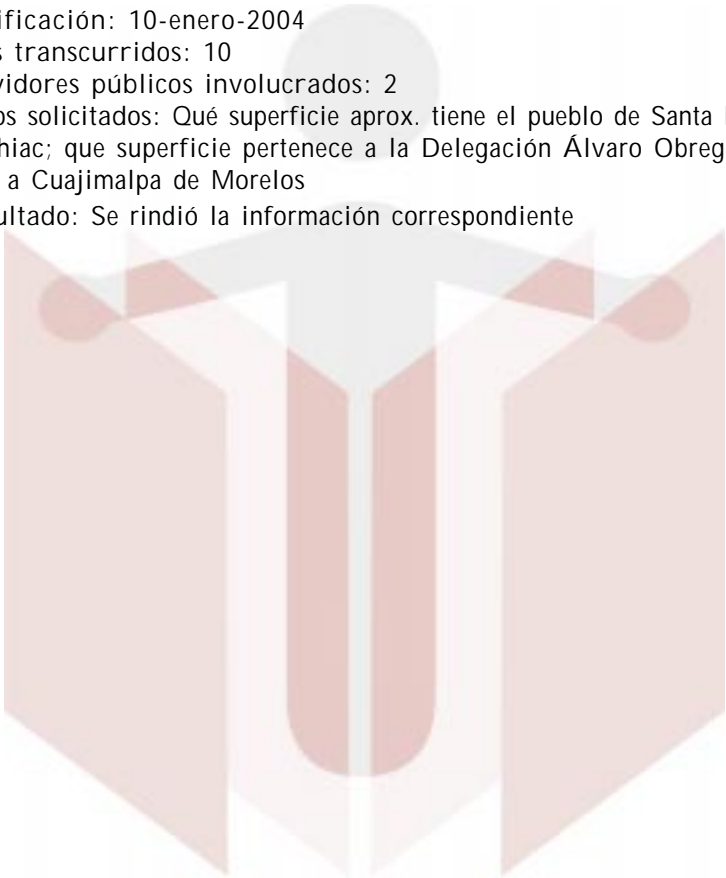 ificación: 10-enero-2004
s transcurridos: 10
vidores públicos involucrados: 2
os solicitados: Qué superficie aprox. tiene el pueblo de Santa
hiac; que superficie pertenece a la Delegación Álvaro Obreg
a Cuajimalpa de Morelos
ultado: Se rindió la información correspondiente